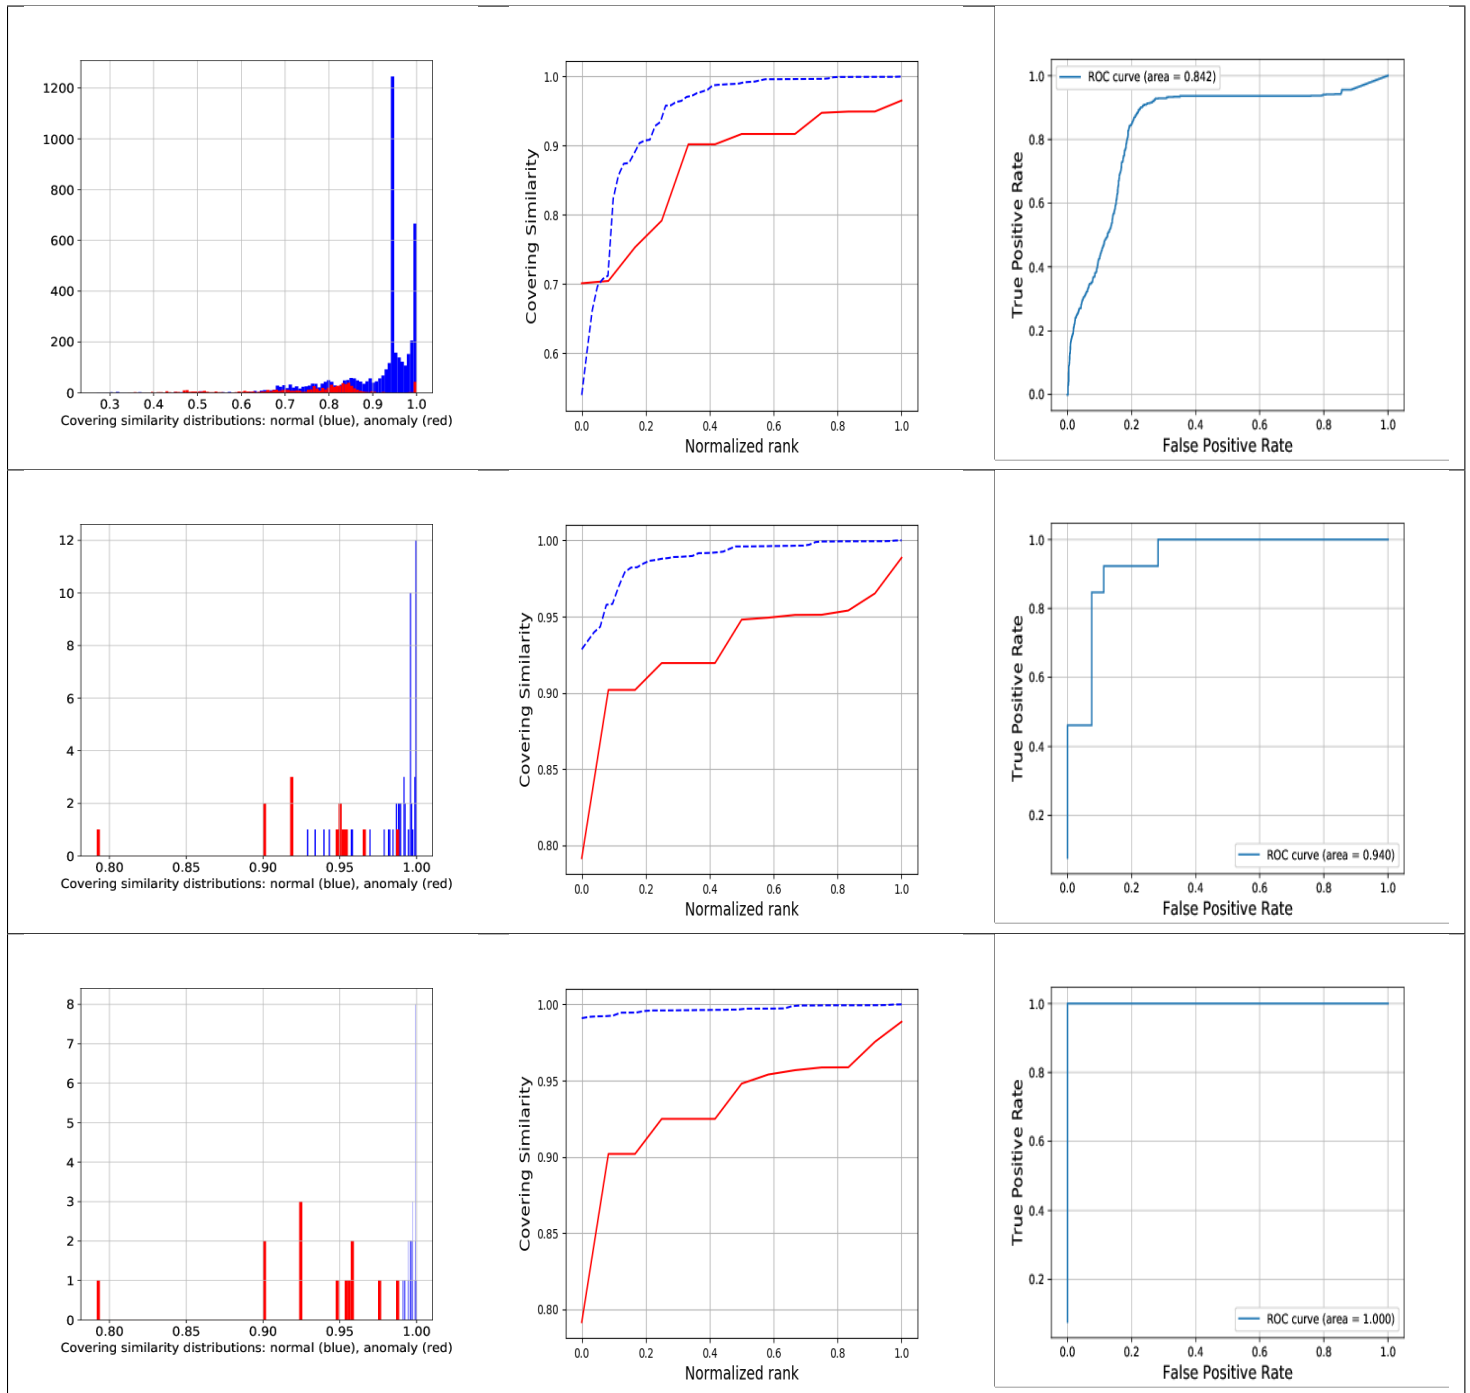 1200
1000
800
600
400
200
0
0.3 0.4 0.5 0.6 0.7 0.8 0.9 1.0
Covering similarity distributions: normal (blue), anomaly (red)
1.0
0.9
0.8
0.7
0.6
Covering Similarity
0.0 0.2 0.4 0.6 0.8 1.0
Normalized rank
ROC curve (area = 0.842)
1.0
0.8
0.6
0.4
0.2
0.0
True Positive Rate
0.0 0.2 0.4 0.6 0.8 1.0
False Positive Rate
12
10
8
6
4
2
0
0.80 0.85 0.90 0.95 1.00
Covering similarity distributions: normal (blue), anomaly (red)
1.00
0.95
0.90
0.85
0.80
Covering Similarity
0.0 0.2 0.4 0.6 0.8 1.0
Normalized rank
1.0
0.8
0.6
0.4
0.2
True Positive Rate
ROC curve (area = 0.940)
0.0 0.2 0.4 0.6 0.8 1.0
False Positive Rate
8
7
6
5
4
3
2
1
0
0.80 0.85 0.90 0.95 1.00
Covering similarity distributions: normal (blue), anomaly (red)
1.00
0.95
0.90
0.85
0.80
Covering Similarity
0.0 0.2 0.4 0.6 0.8 1.0
Normalized rank
1.0
0.8
0.6
0.4
0.2
True Positive Rate
ROC curve (area = 1.000)
0.0 0.2 0.4 0.6 0.8 1.0
False Positive Rate